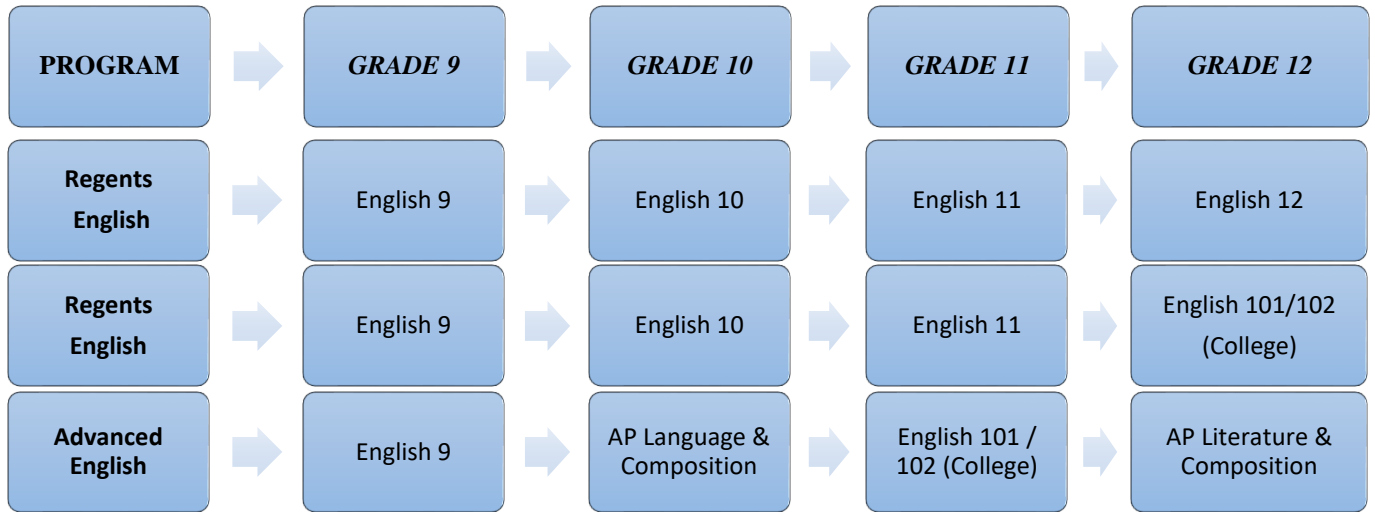 PROGRAM
GRADE 9
GRADE 10
GRADE 11
GRADE 12
Regents
English
English 9
English 10
English 11
English 12
Regents
English
English 9
English 10
English 11
English 101/102
(College)
Advanced
English
English 9
AP Language &
Composition
English 101 /
102 (College)
AP Literature &
Composition